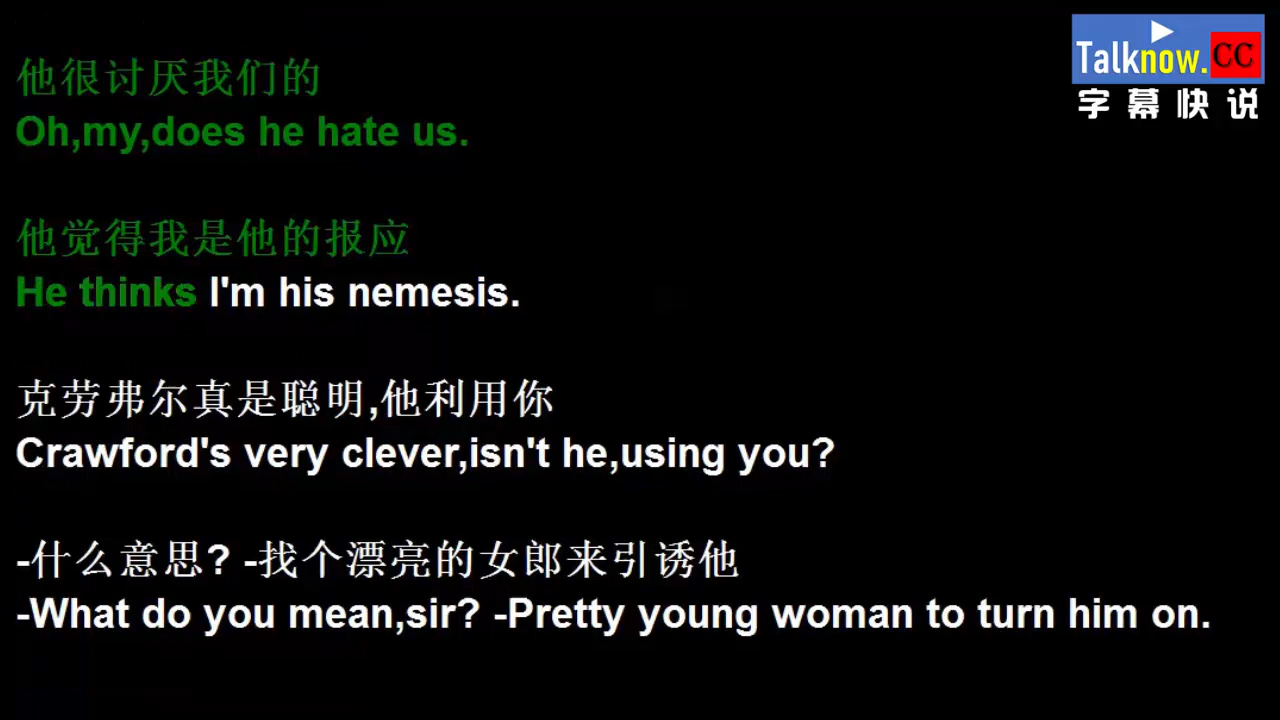 Talknow.CC
字幕快说
他很讨厌我们的
Oh,my,does he hate us.
他觉得我是他的报应
He thinks I'm his nemesis.
克劳弗尔真是聪明,他利用你
Crawford's very clever,isn't he,using you?
-什么意思? -找个漂亮的女郎来引诱他
-What do you mean,sir? -Pretty young woman to turn him on.